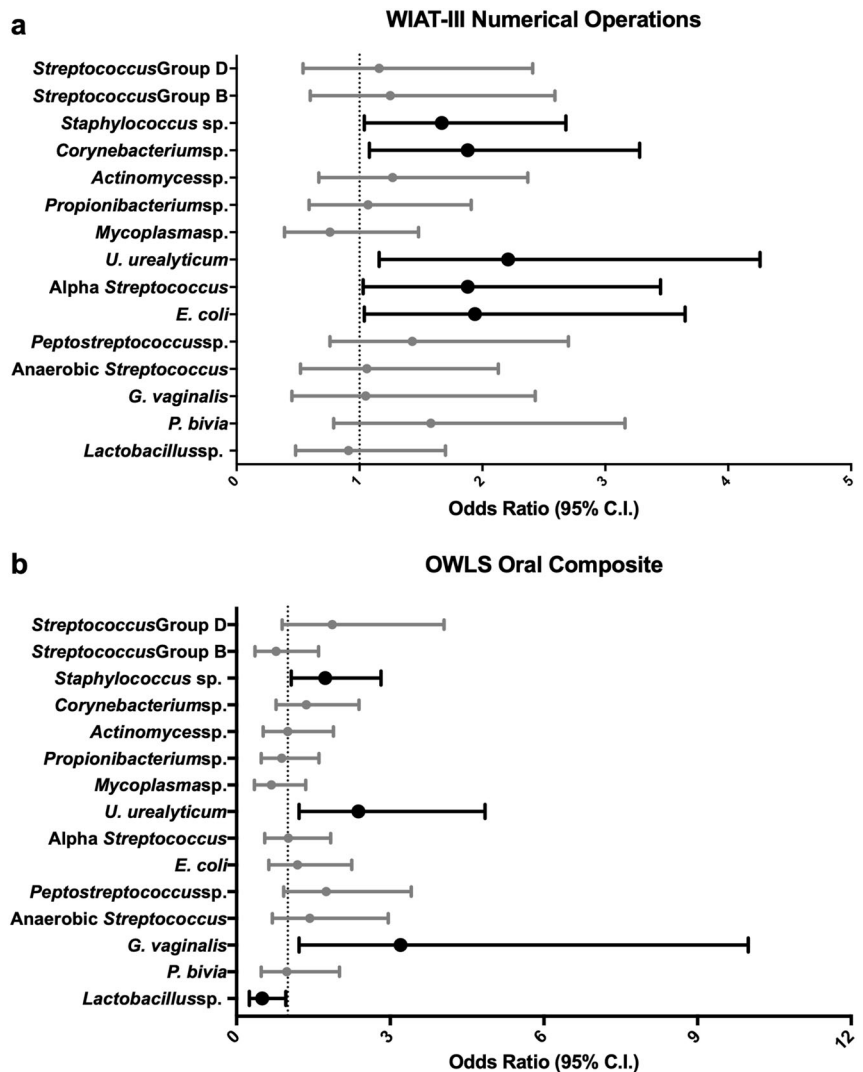 a
WIAT-III Numerical Operations
StreptococcusGroup D
StreptococcusGroup B
Staphylococcus sp.
Corynebacteriumsp.
Actinomycessp.
Propionibacteriumsp.
Mycoplasmasp.
U. urealyticum
Alpha Streptococcus
E. coli
Peptostreptococcussp.
Anaerobic Streptococcus
G. vaginalis
P. bivia
Lactobacillussp.
0 1 2 3 4 5
Odds Ratio (95% C.I.)
b
OWLS Oral Composite
StreptococcusGroup D
StreptococcusGroup B
Staphylococcus sp.
Corynebacteriumsp.
Actinomycessp.
Propionibacteriumsp.
Mycoplasmasp.
U. urealyticum
Alpha Streptococcus
E. coli
Peptostreptococcussp.
Anaerobic Streptococcus
G. vaginalis
P. bivia
Lactobacillussp.
0 3 6 9 12
Odds Ratio (95% C.I.)